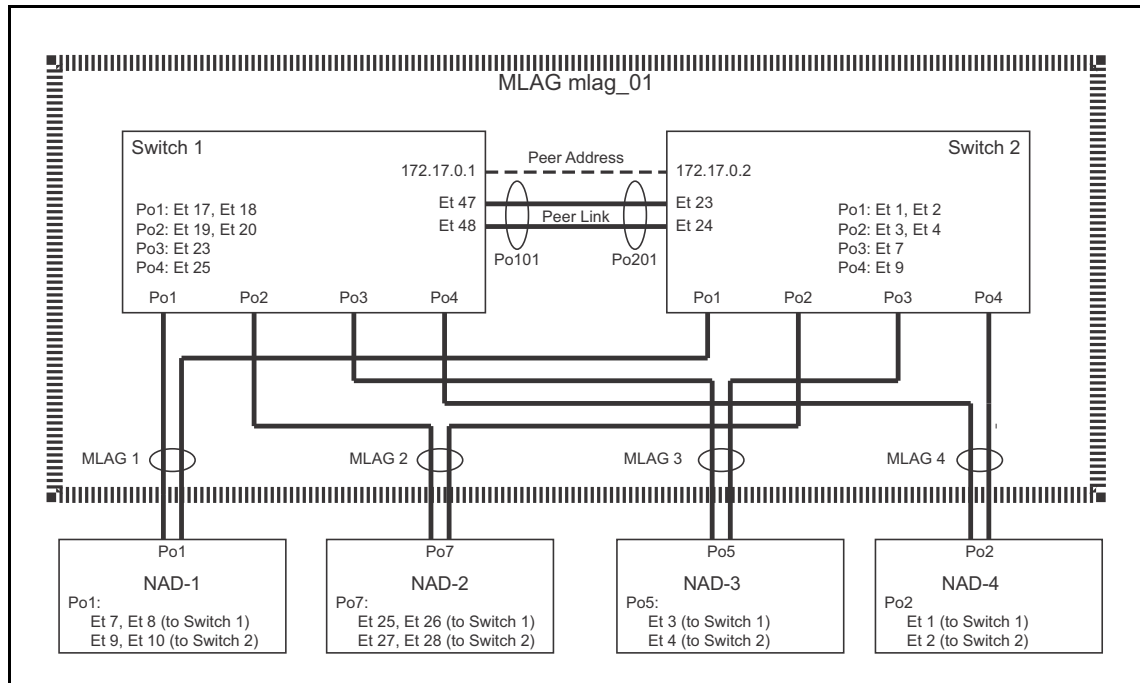 MLAG mlag_01
Switch 1
Switch 2
Peer Address
172.17.0.1
172.17.0.2
Et 47
Et 23
Peer Link
Et 48
Et 24
Po101
Po201
Po1: Et 17, Et 18
Po2: Et 19, Et 20
Po3: Et 23
Po4: Et 25
Po1: Et 1, Et 2
Po2: Et 3, Et 4
Po3: Et 7
Po4: Et 9
Po1
Po2
Po3
Po4
Po1
Po2
Po3
Po4
MLAG 1
MLAG 2
MLAG 3
MLAG 4
Po1
NAD-1
Po1:
Et 7, Et 8 (to Switch 1)
Et 9, Et 10 (to Switch 2)
Po7
NAD-2
Po7:
Et 25, Et 26 (to Switch 1)
Et 27, Et 28 (to Switch 2)
Po5
NAD-3
Po5:
Et 3 (to Switch 1)
Et 4 (to Switch 2)
Po2
NAD-4
Po2
Et 1 (to Switch 1)
Et 2 (to Switch 2)